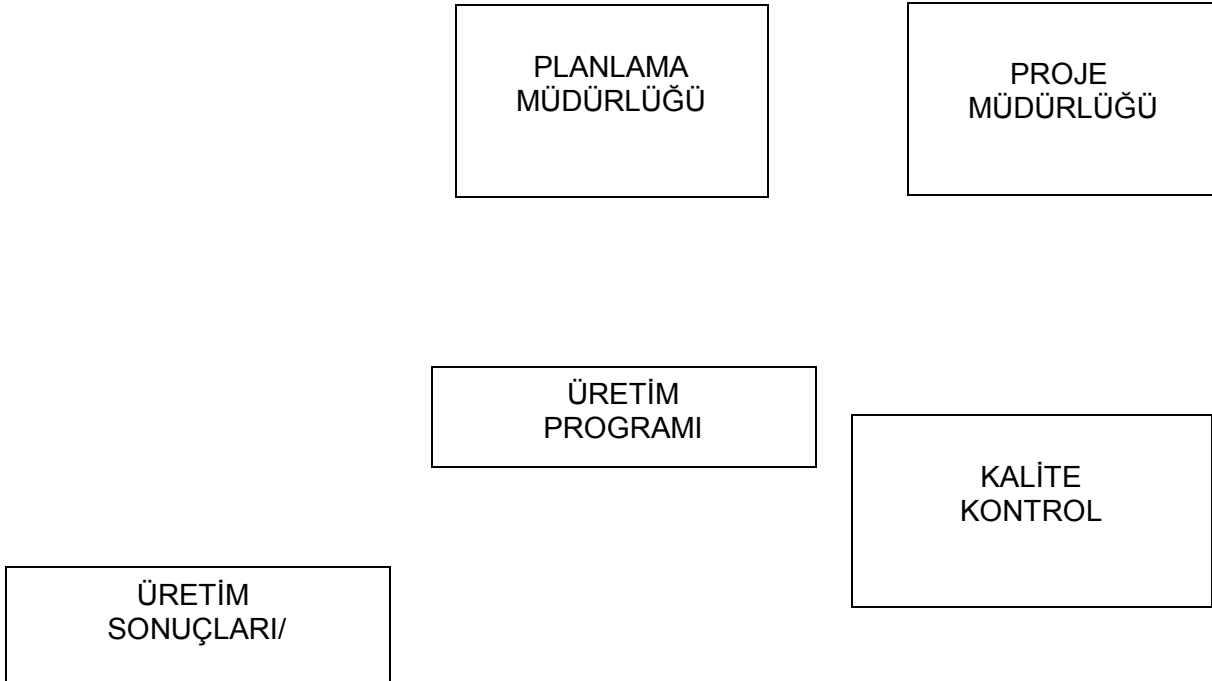 PLANLAMA
MÜDÜRLÜĞÜ
PROJE
MÜDÜRLÜĞÜ
ÜRETİM
PROGRAMI
KALİTE
KONTROL
ÜRETİM
SONUÇLARI/